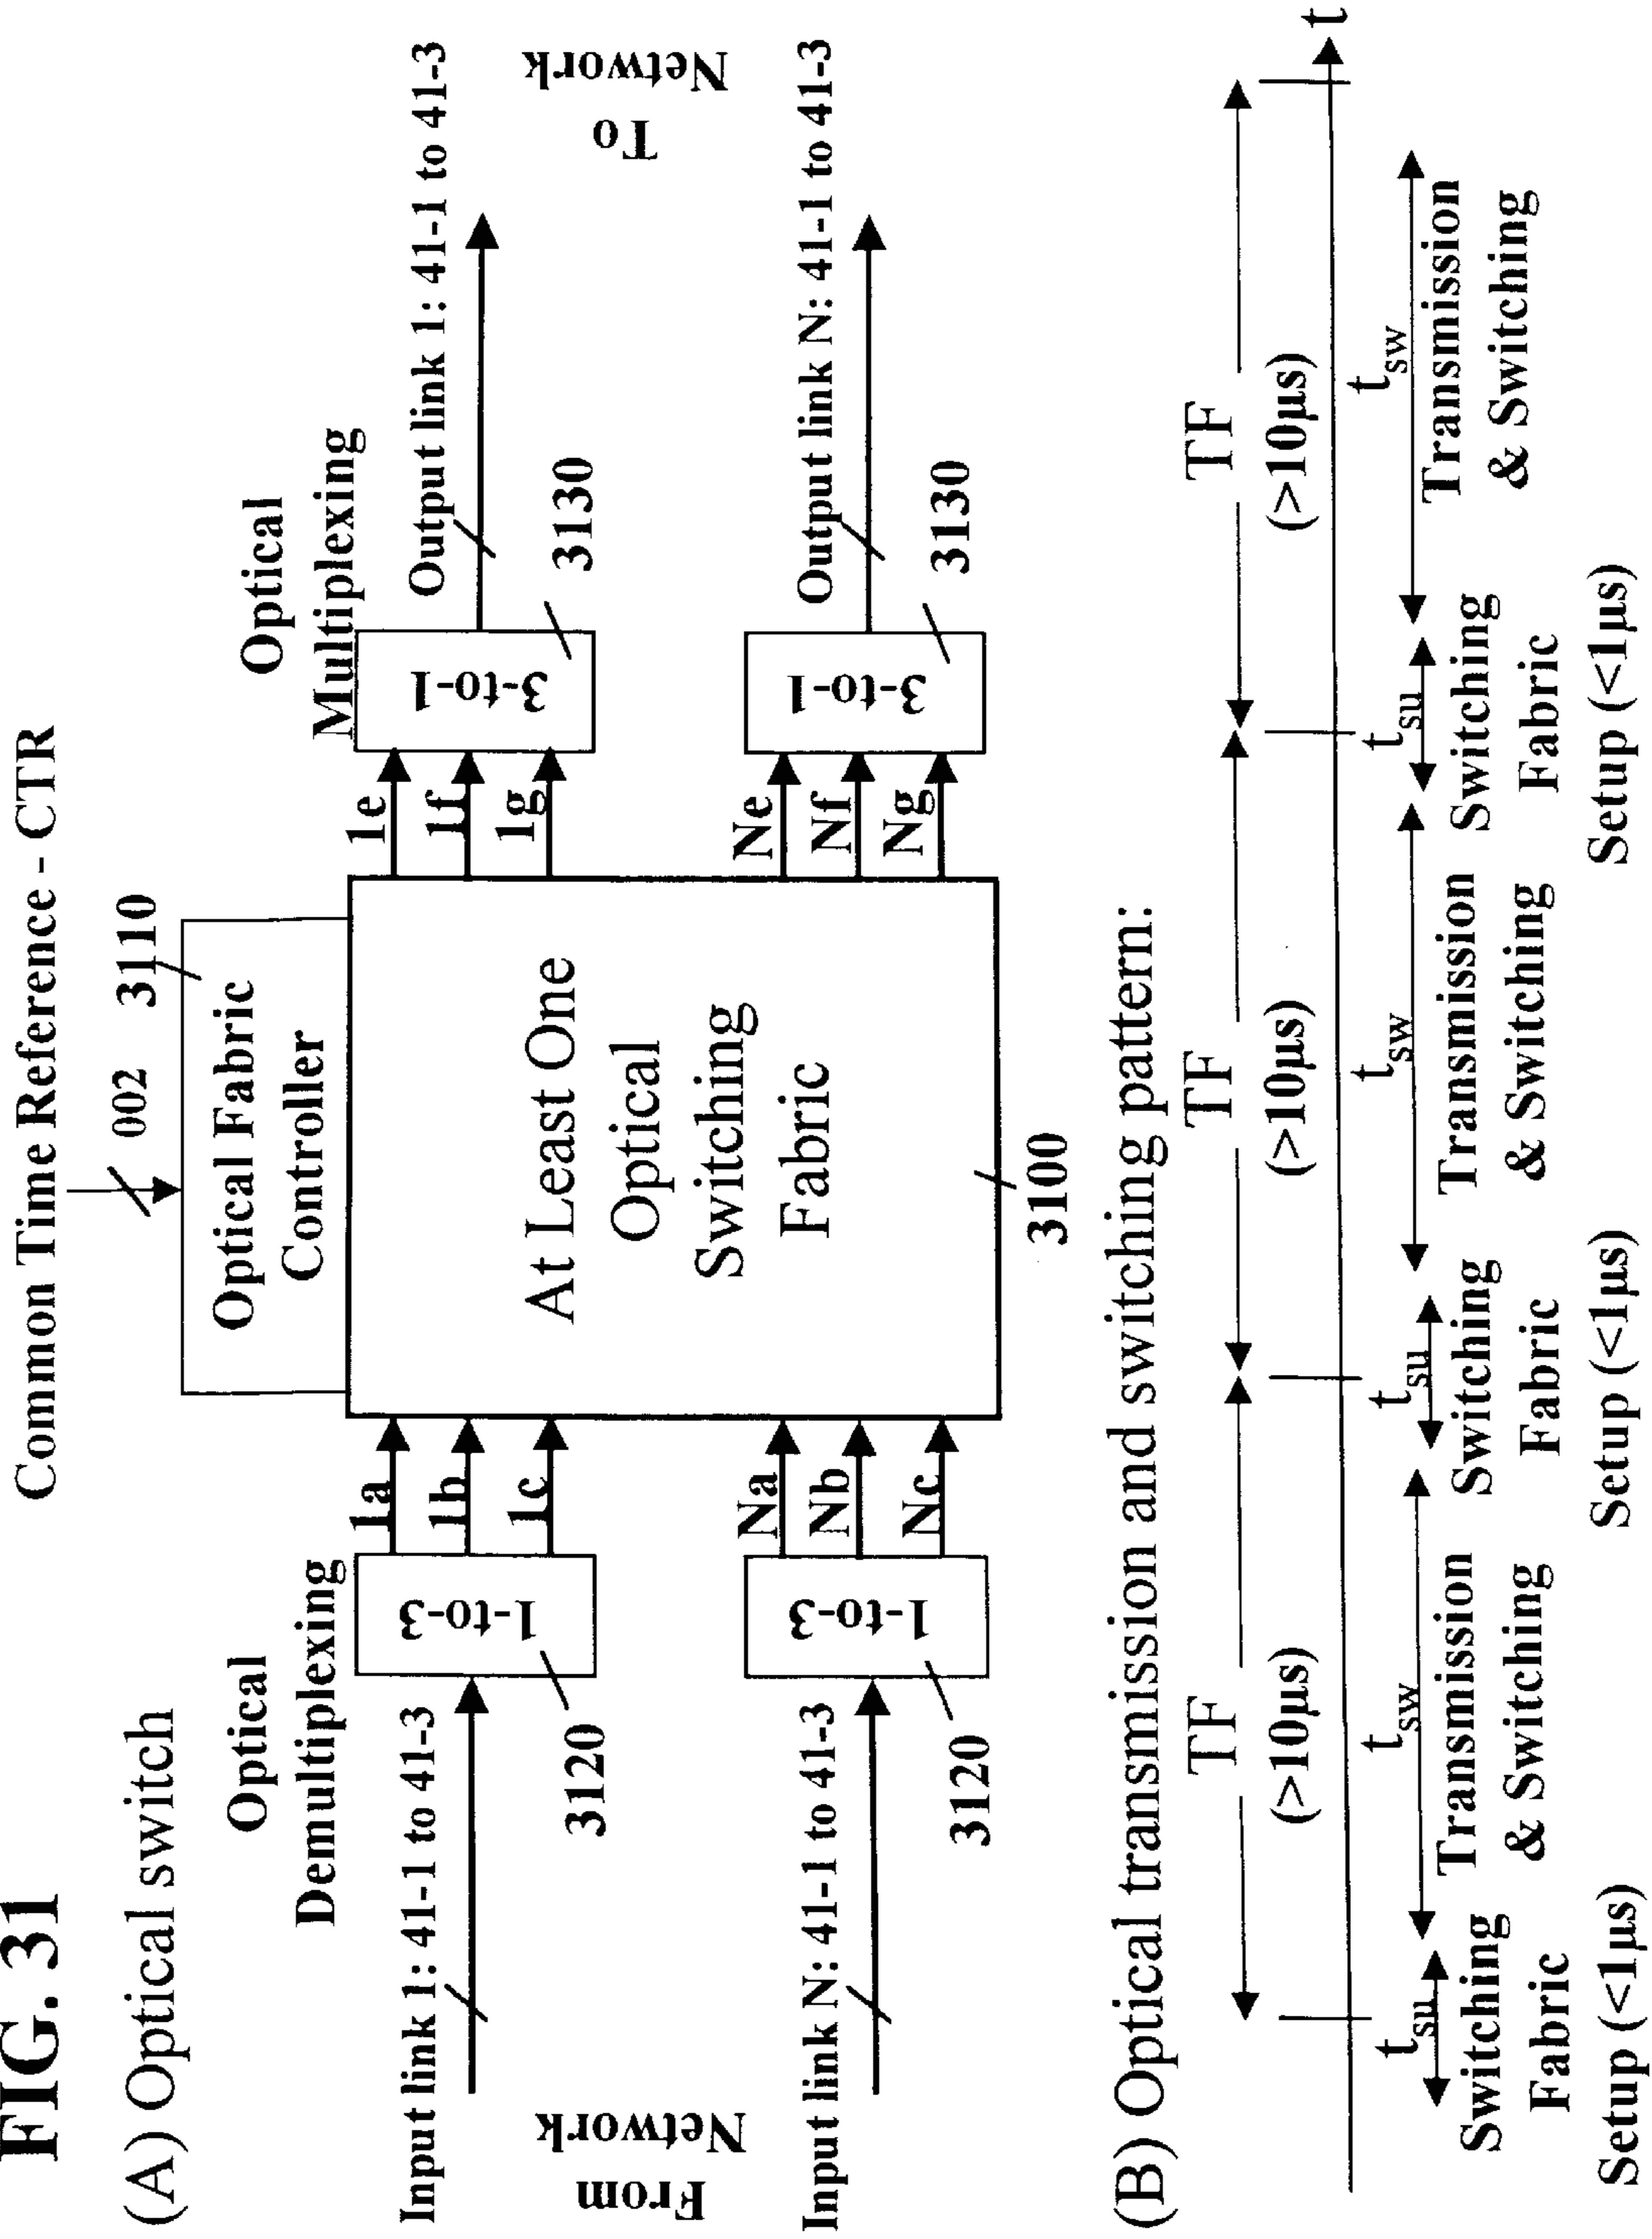 FIG. 31
Common Time Reference - CTR
(A) Optical switch
002
3110
Optical Fabric
Controller
Optical
Demultiplexing
Optical
Multiplexing
Input link 1: 41-1 to 41-3
1-to-3
3120
1a
1b
1c
At Least One
Optical
Switching
Fabric
3100
1e
1f
1g
3-to-1
3130
Output link 1: 41-1 to 41-3
From
Network
To
Network
Input link N: 41-1 to 41-3
1-to-3
3120
Na
Nb
Nc
Ne
Nf
Ng
3-to-1
3130
Output link N: 41-1 to 41-3
(B) Optical transmission and switching pattern:
TF
(>10μs)
TF
(>10μs)
TF
(>10μs)
t
tsu
Switching
Fabric
Setup (<1μs)
tsw
Transmission
& Switching
tsu
Switching
Fabric
Setup (<1μs)
tsw
Transmission
& Switching
tsu
Switching
Fabric
Setup (<1μs)
tsw
Transmission
& Switching